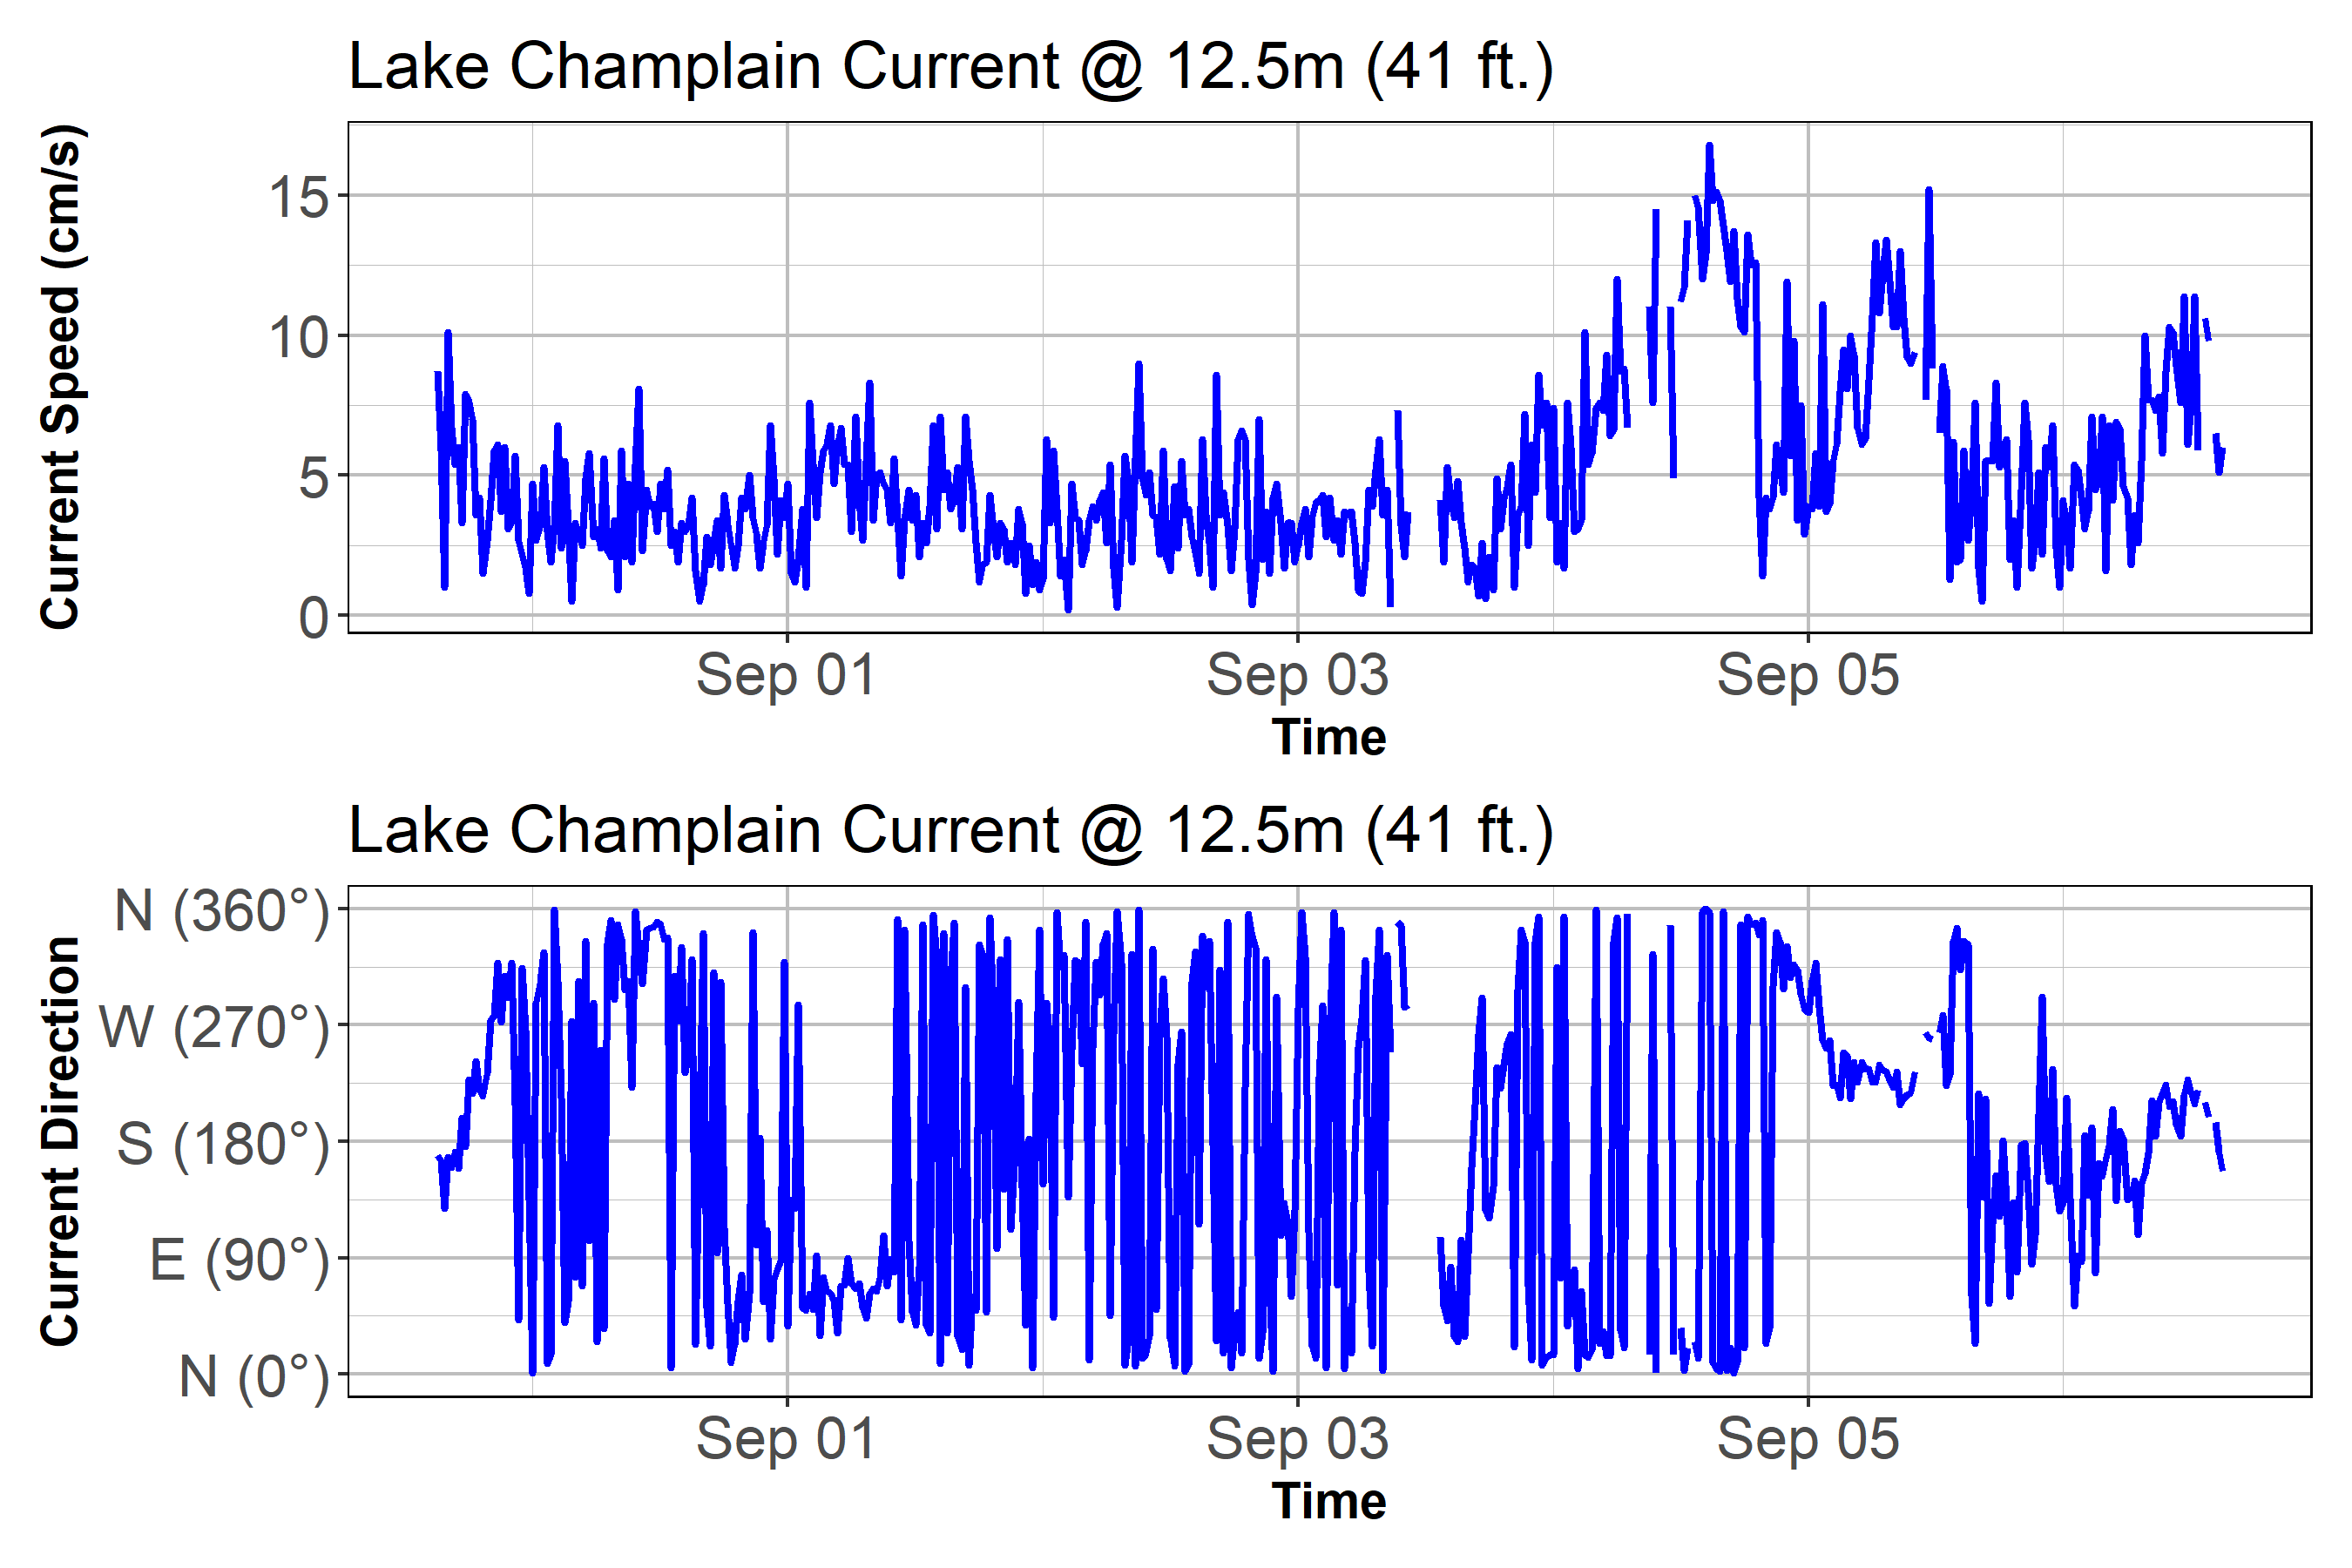 Lake Champlain Current @ 12.5m (41 ft.)
Current Speed (cm/s)
15
10
5
0
Sep 01 Sep 03 Sep 05
Time
Lake Champlain Current @ 12.5m (41 ft.)
Current Direction
N (360°)
W (270°)
S (180°)
E (90°)
N (0°)
Sep 01 Sep 03 Sep 05
Time